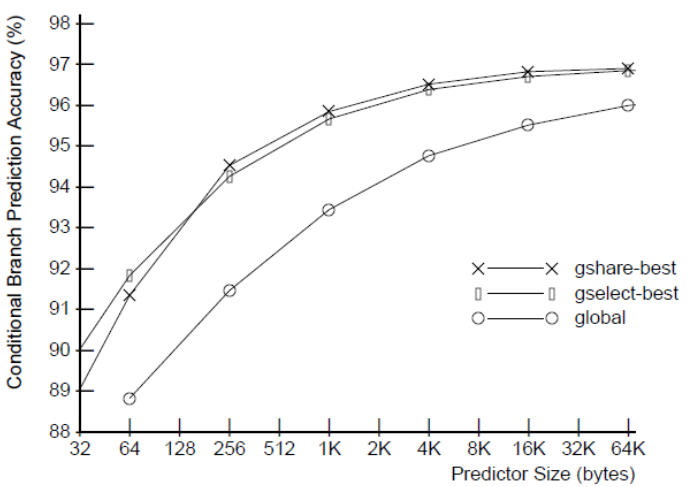 Conditional Branch Prediction Accuracy (%)
98
97
96
95
94
93
92
91
90
89
88
gshare-best
gselect-best
global
32 64 128 256 512 1K 2K 4K 8K 16K 32K 64K
Predictor Size (bytes)